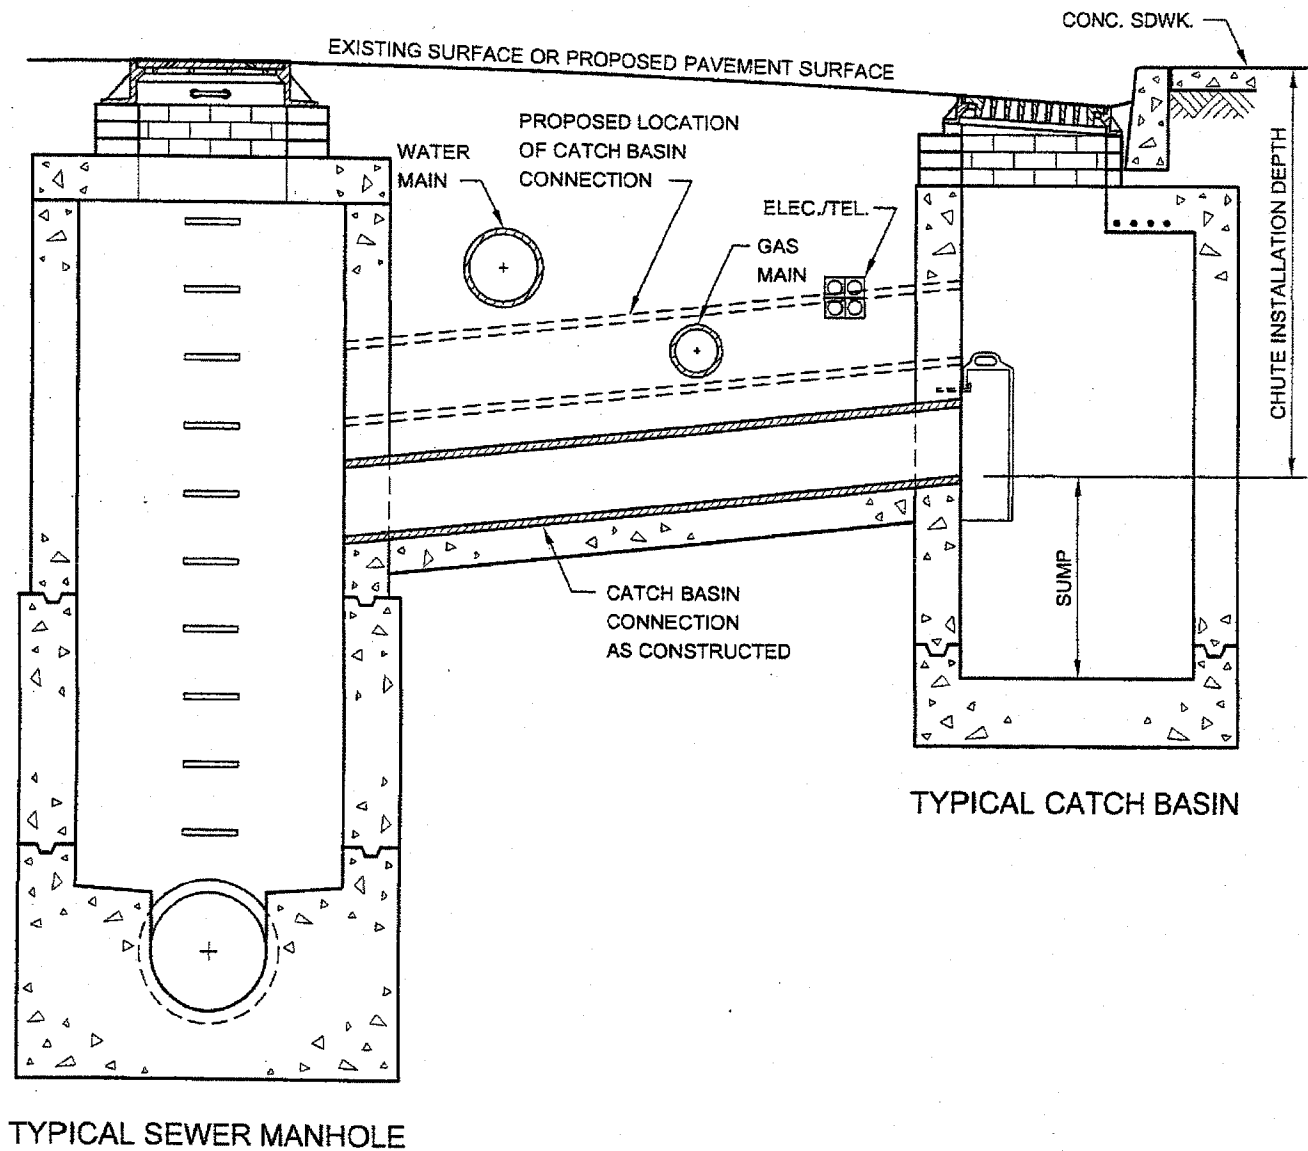 CONC. SDWK.
EXISTING SURFACE OR PROPOSED PAVEMENT SURFACE
PROPOSED LOCATION
OF CATCH BASIN
CONNECTION
WATER
MAIN
ELEC./TEL.
GAS
MAIN
CHUTE INSTALLATION DEPTH
SUMP
CATCH BASIN
CONNECTION
AS CONSTRUCTED
TYPICAL CATCH BASIN
TYPICAL SEWER MANHOLE